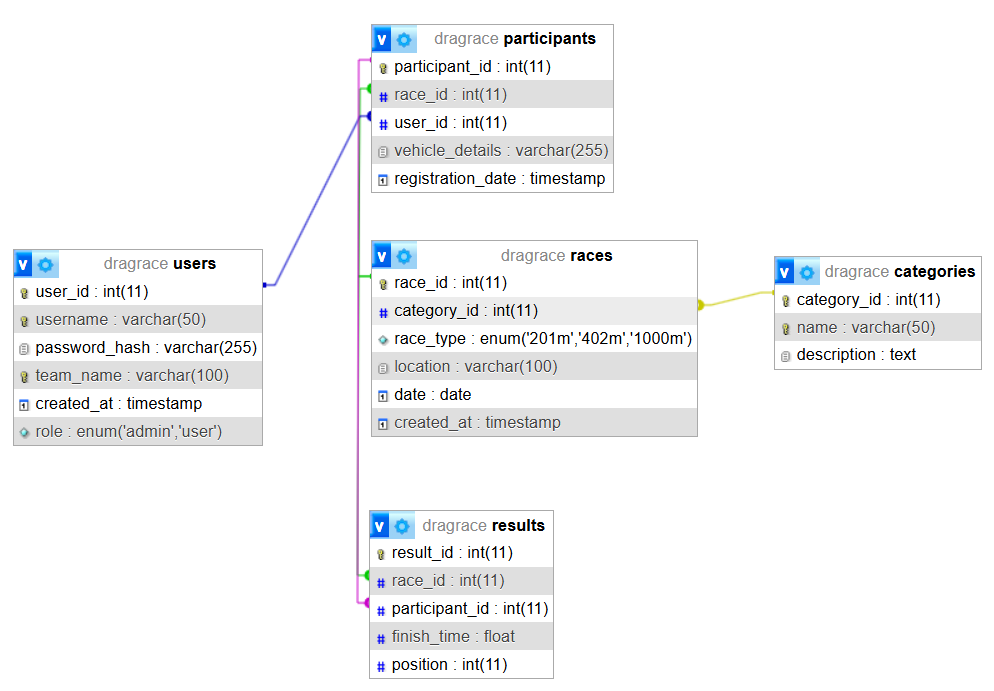 v dragrace participants
participant_id : int(11)
# race_id : int(11)
# user_id : int(11)
vehicle_details : varchar(255)
registration_date : timestamp
v dragrace users
user_id : int(11)
username : varchar(50)
password_hash : varchar(255)
team_name : varchar(100)
created_at : timestamp
role : enum('admin','user')
v dragrace races
race_id : int(11)
# category_id : int(11)
race_type : enum('201m','402m','1000m')
location : varchar(100)
date : date
created_at : timestamp
v dragrace categories
category_id : int(11)
name : varchar(50)
description : text
v dragrace results
result_id : int(11)
# race_id : int(11)
# participant_id : int(11)
# finish_time : float
# position : int(11)